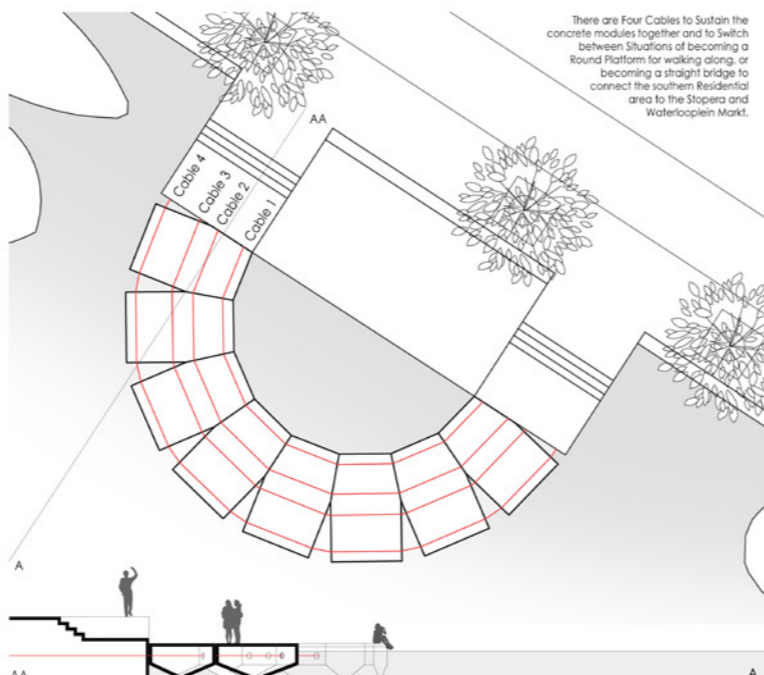 There are Four Cables to Sustain the
concrete modules together and to Switch
between Situations of becoming a
Round Platform for walking along, or
becoming a straight bridge to
connect the southern Residential
area to the Stopera and
Waterlooplein Markt.
AA
Cable 4
Cable 3
Cable 2
Cable 1
A
AA
A